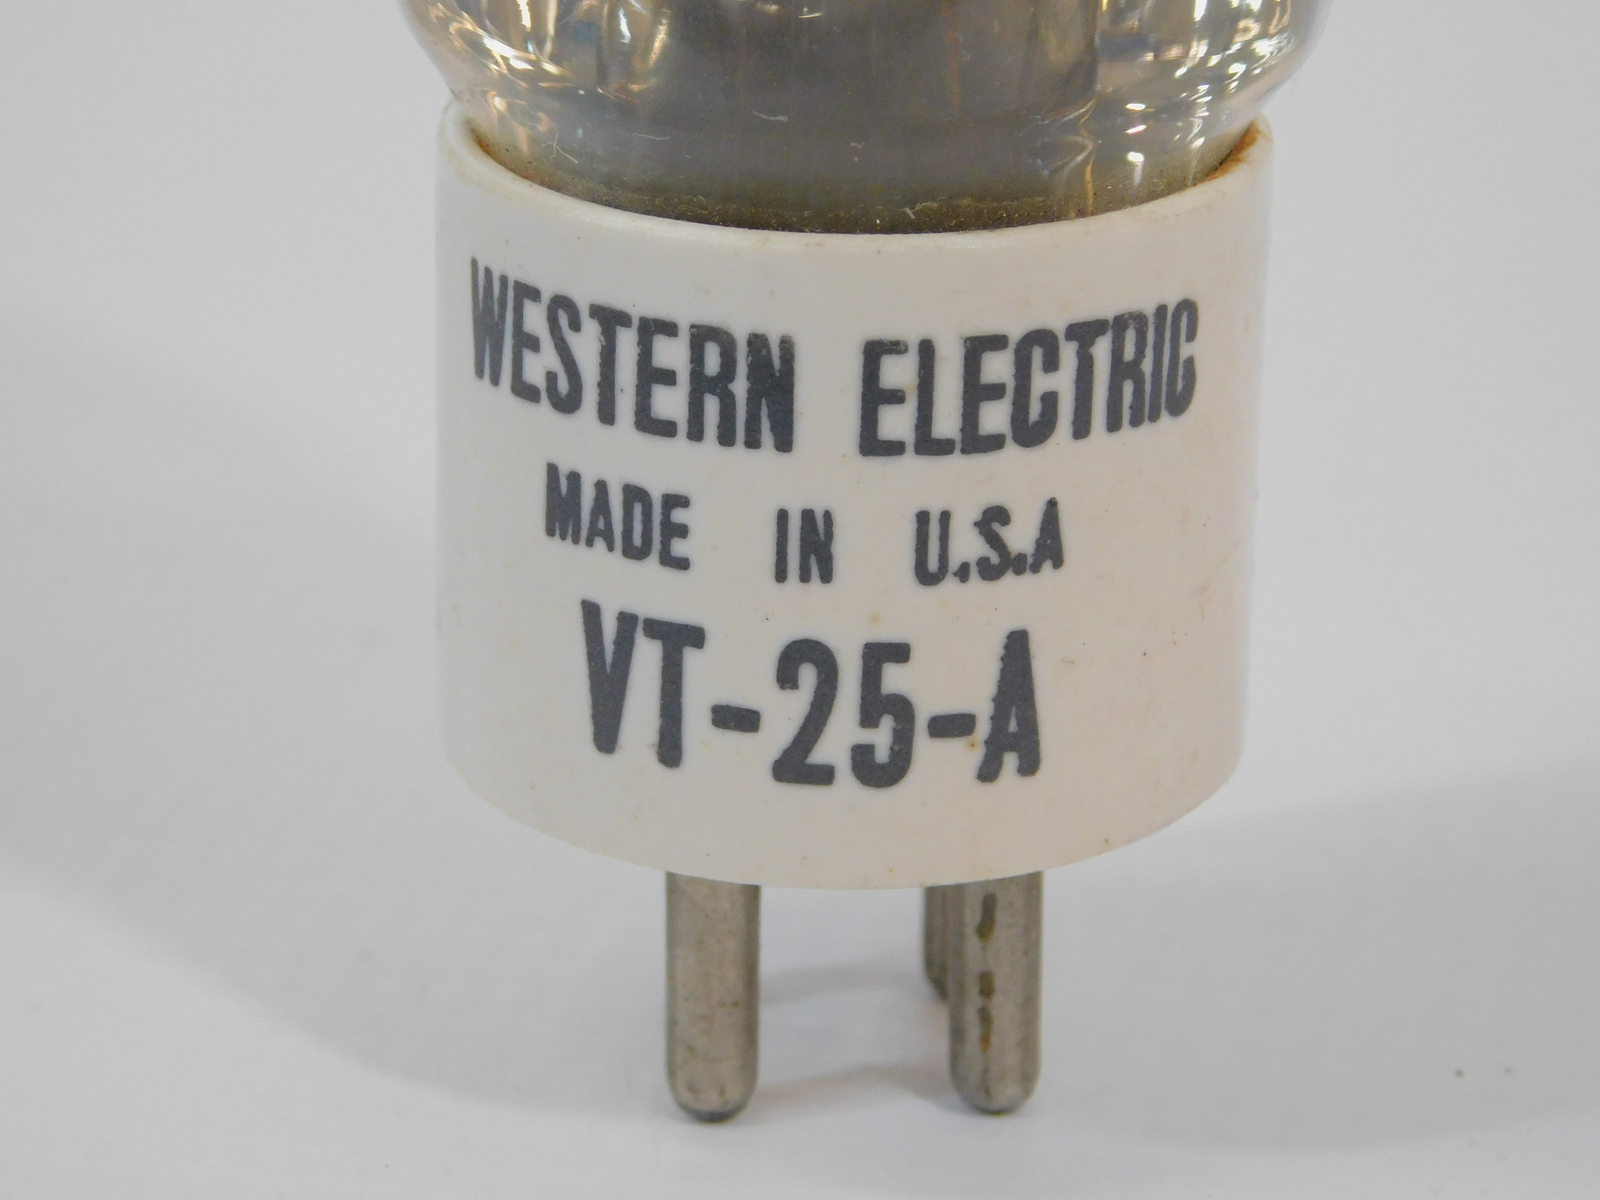 WESTERN ELECTRIC
MADE IN U.S.A
VT-25-A